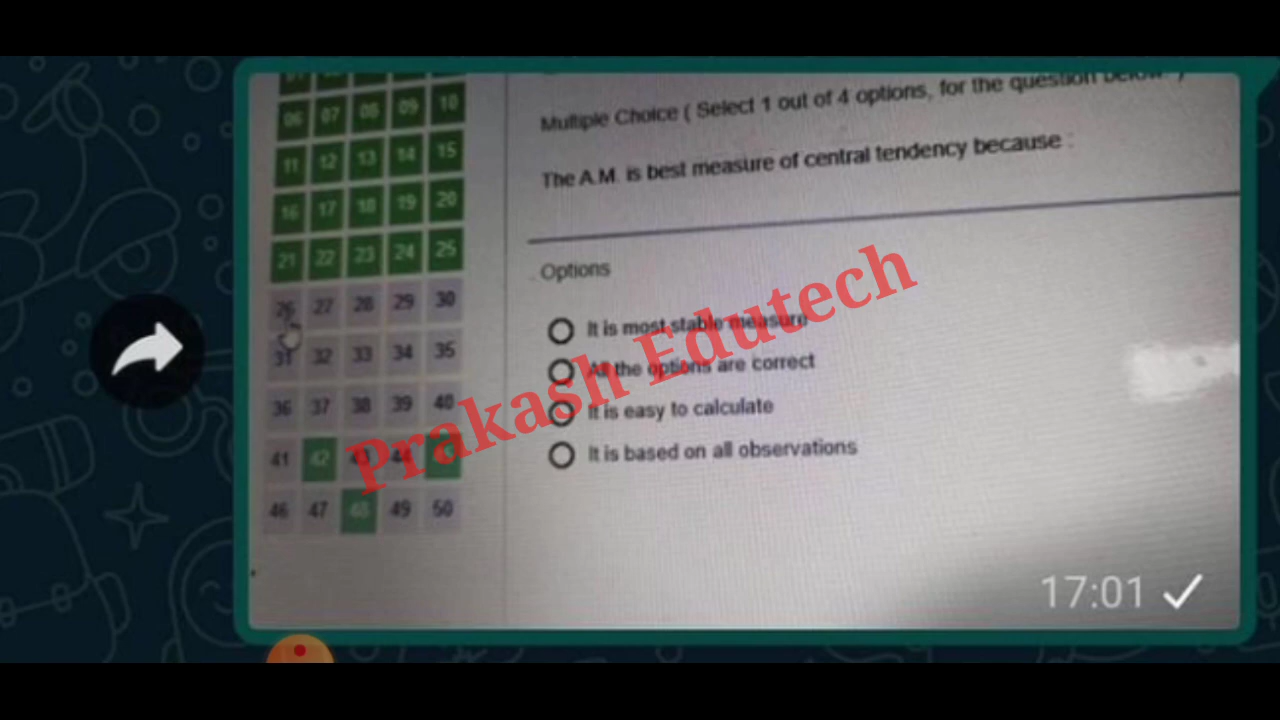 06 07 08 09 10
11 12 13 14 15
16 17 18 19 20
21 22 23 24 25
26 27 28 29 30
31 32 33 34 35
36 37 38 39 40
41 42 43 44
46 47 48 49 50
Multiple Choice ( Select 1 out of 4 options, for the question below )
The A.M. is best measure of central tendency because :
Options
It is most stable measure
All the options are correct
It is easy to calculate
It is based on all observations
Prakash Edutech
17:01